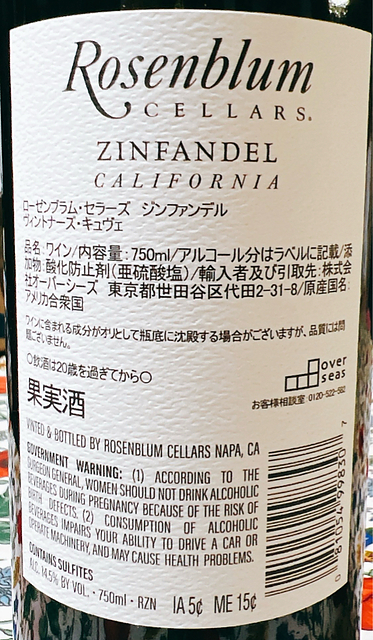 Rosenblum
CELLARS®
ZINFANDEL
CALIFORNIA
ローゼンブラム・セラーズ ジンファンデル
ヴィントナーズ・キュヴェ
品名:ワイン/内容量:750ml/アルコール分はラベルに記載/添
加物:酸化防止剤(亜硫酸塩)/輸入者及び引取先:株式会
社オーバーシーズ 東京都世田谷区代田2-31-8/原産国名:
アメリカ合衆国
ワインに含まれる成分がオリとして瓶底に沈殿する場合がございますが、品質には問
題ございません。
○飲酒は20歳を過ぎてから○
果実酒
over
seas
お客様相談室 0120-522-582
VINTED & BOTTLED BY ROSENBLUM CELLARS NAPA, CA
GOVERNMENT WARNING: (1) ACCORDING TO THE
SURGEON GENERAL, WOMEN SHOULD NOT DRINK ALCOHOLIC
BEVERAGES DURING PREGNANCY BECAUSE OF THE RISK OF
BIRTH DEFECTS. (2) CONSUMPTION OF ALCOHOLIC
BEVERAGES IMPAIRS YOUR ABILITY TO DRIVE A CAR OR
OPERATE MACHINERY, AND MAY CAUSE HEALTH PROBLEMS.
CONTAINS SULFITES
ALC. 14.5% BY VOL. • 750ml • RZN IA 5¢ ME 15¢
0 81054 99830 7